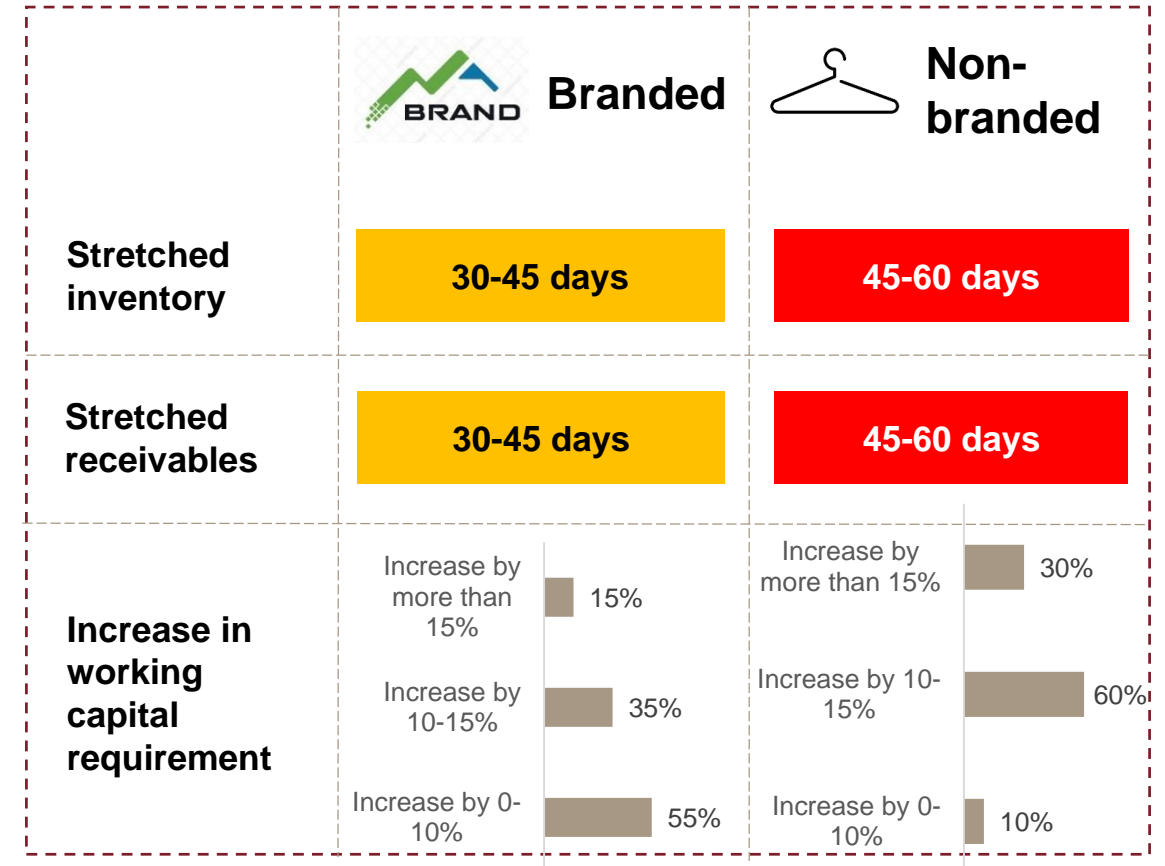 BRAND
Branded
Non-
branded
Stretched
inventory
30-45 days
45-60 days
Stretched
receivables
30-45 days
45-60 days
Increase in
working
capital
requirement
Increase by
more than
15%
15%
Increase by
10-15%
35%
Increase by 0-
10%
55%
Increase by
more than 15%
30%
Increase by 10-
15%
60%
Increase by 0-
10%
10%